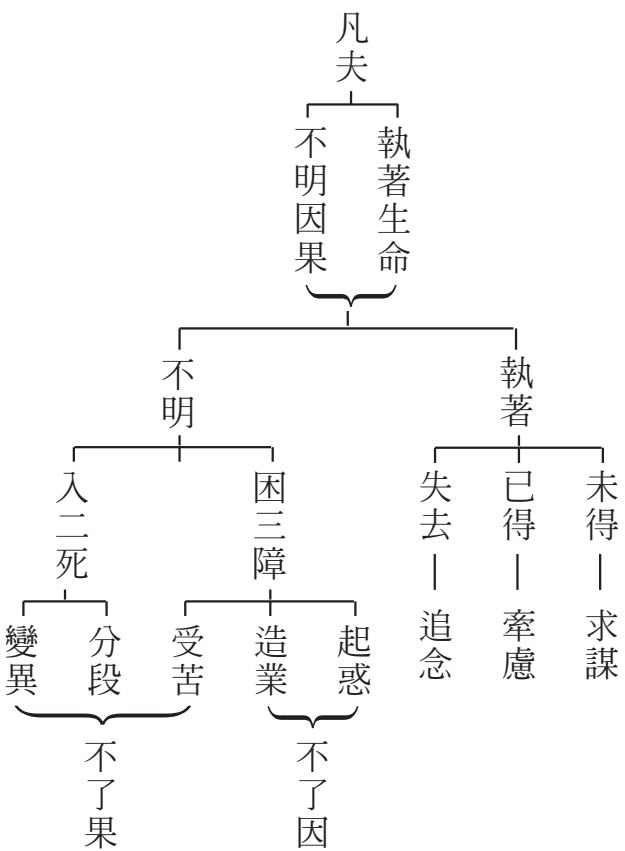 凡夫
執著生命
不明因果
執著
不明
未得
已得
失去
困三障
入二死
求謀
牽慮
追念
起惑
造業
受苦
分段
變異
不了因
不了果